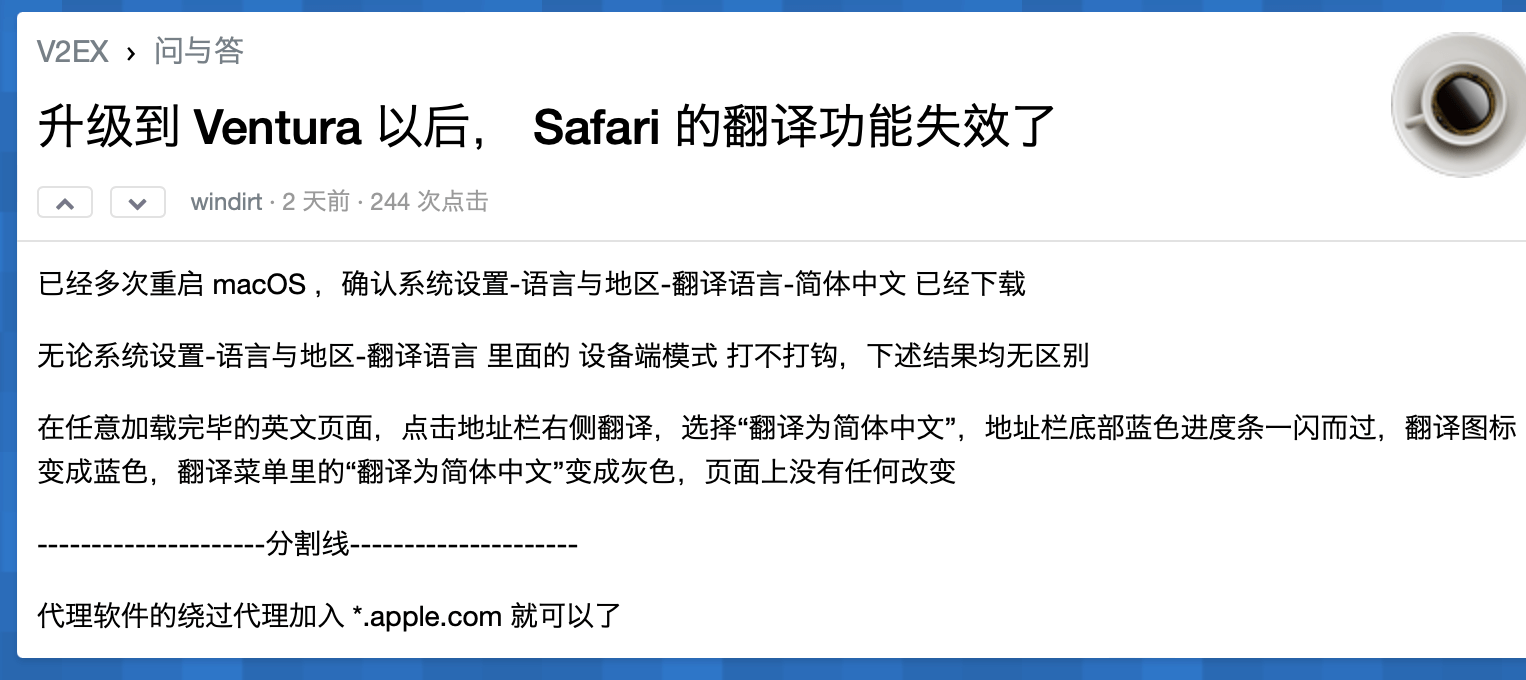 V2EX › 问与答
升级到 Ventura 以后， Safari 的翻译功能失效了
windirt · 2 天前 · 244 次点击
已经多次重启 macOS ，确认系统设置-语言与地区-翻译语言-简体中文 已经下载
无论系统设置-语言与地区-翻译语言 里面的 设备端模式 打不打钩，下述结果均无区别
在任意加载完毕的英文页面，点击地址栏右侧翻译，选择“翻译为简体中文”，地址栏底部蓝色进度条一闪而过，翻译图标
变成蓝色，翻译菜单里的“翻译为简体中文”变成灰色，页面上没有任何改变
---------------------分割线---------------------
代理软件的绕过代理加入 *.apple.com 就可以了